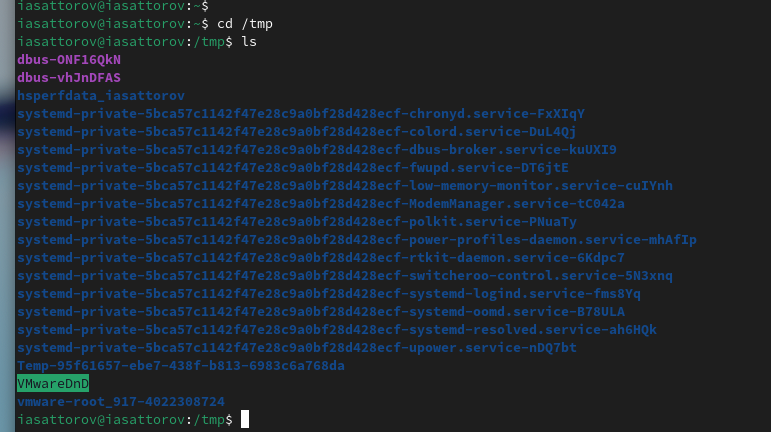 iasattorov@iasattorov:~$
iasattorov@iasattorov:~$ cd /tmp
iasattorov@iasattorov:/tmp$ ls
dbus-ONF16QkN
dbus-vhJnDFAS
hsperfdata_iasattorov
systemd-private-5bca57c1142f47e28c9a0bf28d428ecf-chronyd.service-FxXIqY
systemd-private-5bca57c1142f47e28c9a0bf28d428ecf-colord.service-DuL4Qj
systemd-private-5bca57c1142f47e28c9a0bf28d428ecf-dbus-broker.service-kuUXI9
systemd-private-5bca57c1142f47e28c9a0bf28d428ecf-fwupd.service-DT6jtE
systemd-private-5bca57c1142f47e28c9a0bf28d428ecf-low-memory-monitor.service-cuIYnh
systemd-private-5bca57c1142f47e28c9a0bf28d428ecf-ModemManager.service-tC042a
systemd-private-5bca57c1142f47e28c9a0bf28d428ecf-polkit.service-PNuaTy
systemd-private-5bca57c1142f47e28c9a0bf28d428ecf-power-profiles-daemon.service-mhAfIp
systemd-private-5bca57c1142f47e28c9a0bf28d428ecf-rtkit-daemon.service-6Kdpc7
systemd-private-5bca57c1142f47e28c9a0bf28d428ecf-switcheroo-control.service-5N3xnq
systemd-private-5bca57c1142f47e28c9a0bf28d428ecf-systemd-logind.service-fms8Yq
systemd-private-5bca57c1142f47e28c9a0bf28d428ecf-systemd-oomd.service-B78ULA
systemd-private-5bca57c1142f47e28c9a0bf28d428ecf-systemd-resolved.service-ah6HQk
systemd-private-5bca57c1142f47e28c9a0bf28d428ecf-upower.service-nDQ7bt
Temp-95f61657-ebe7-438f-b813-6983c6a768da
VMwareDnD
vmware-root_917-4022308724
iasattorov@iasattorov:/tmp$